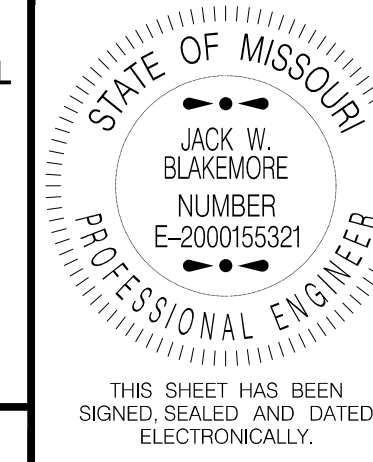 L
STATE OF MISSOURI
JACK W.
BLAKEMORE
NUMBER
E-2000155321
PROFESSIONAL ENGINEER
THIS SHEET HAS BEEN
SIGNED, SEALED AND DATED
ELECTRONICALLY.